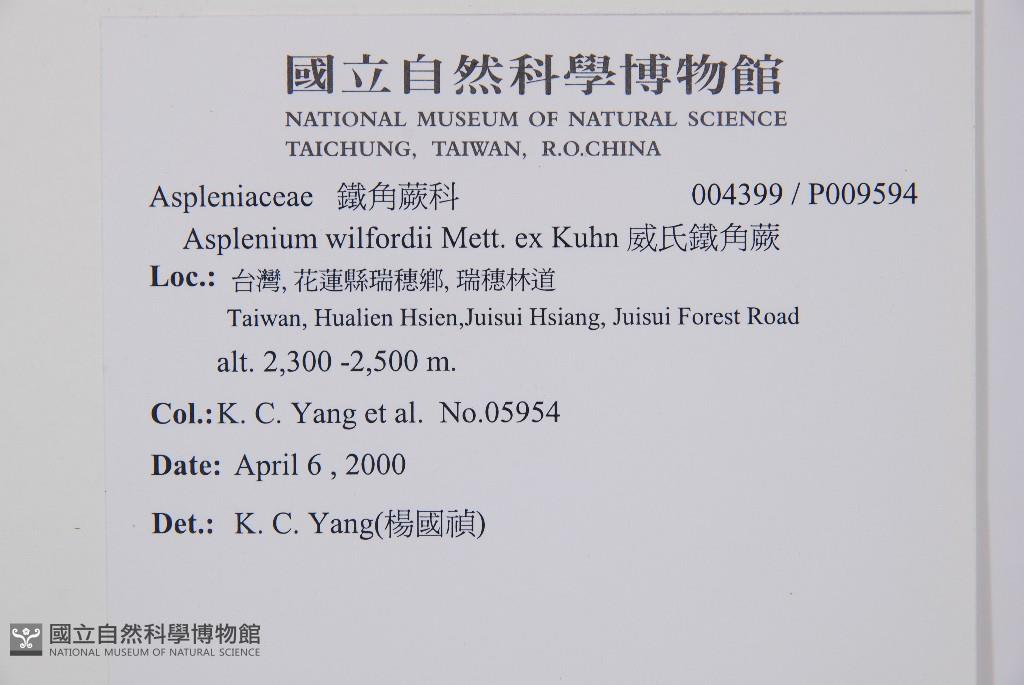 國立自然科學博物館
NATIONAL MUSEUM OF NATURAL SCIENCE
TAICHUNG, TAIWAN, R.O.CHINA
Aspleniaceae 鐵角蕨科 004399 / P009594
Asplenium wilfordii Mett. ex Kuhn 威氏鐵角蕨
Loc.: 台灣, 花蓮縣瑞穗鄉, 瑞穗林道
Taiwan, Hualien Hsien,Juisui Hsiang, Juisui Forest Road
alt. 2,300 -2,500 m.
Col.: K. C. Yang et al. No.05954
Date: April 6 , 2000
Det.: K. C. Yang(楊國禎)
國立自然科學博物館
NATIONAL MUSEUM OF NATURAL SCIENCE